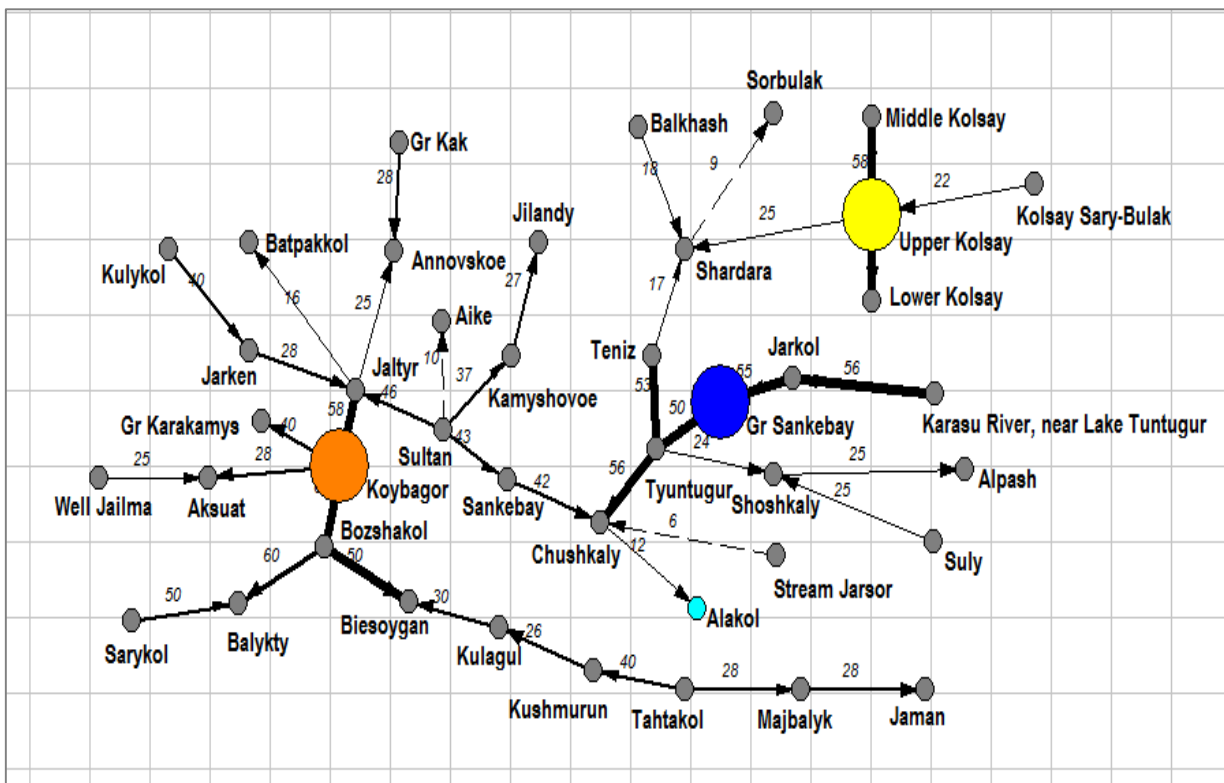 Sorbulak
Balkhash
Middle Kolsay
Gr Kak
18
9
58
28
22
Jilandy
25
Kolsay Sary-Bulak
Batpakkol
Upper Kolsay
Annovskoe
Shardara
Kulykol
40
27
17
16
25
Lower Kolsay
Aike
Teniz
Jarkol
28
10
55
56
Jarken
Jaltyr
37
53
46
Kamyshovoe
58
50
Gr Karakamys
40
Gr Sankebay
Karasu River, near Lake Tuntugur
43
24
Sultan
28
25
56
25
Well Jailma
Aksuat
Koybagor
42
Tyuntugur
Alpash
Sankebay
Shoshkaly
25
Bozshakol
6
Chushkaly
12
60
50
Suly
Stream Jarsor
50
30
Alakol
Biesoygan
Balykty
26
Sarykol
Kulagul
40
28
28
Kushmurun
Tahtakol
Majbalyk
Jaman